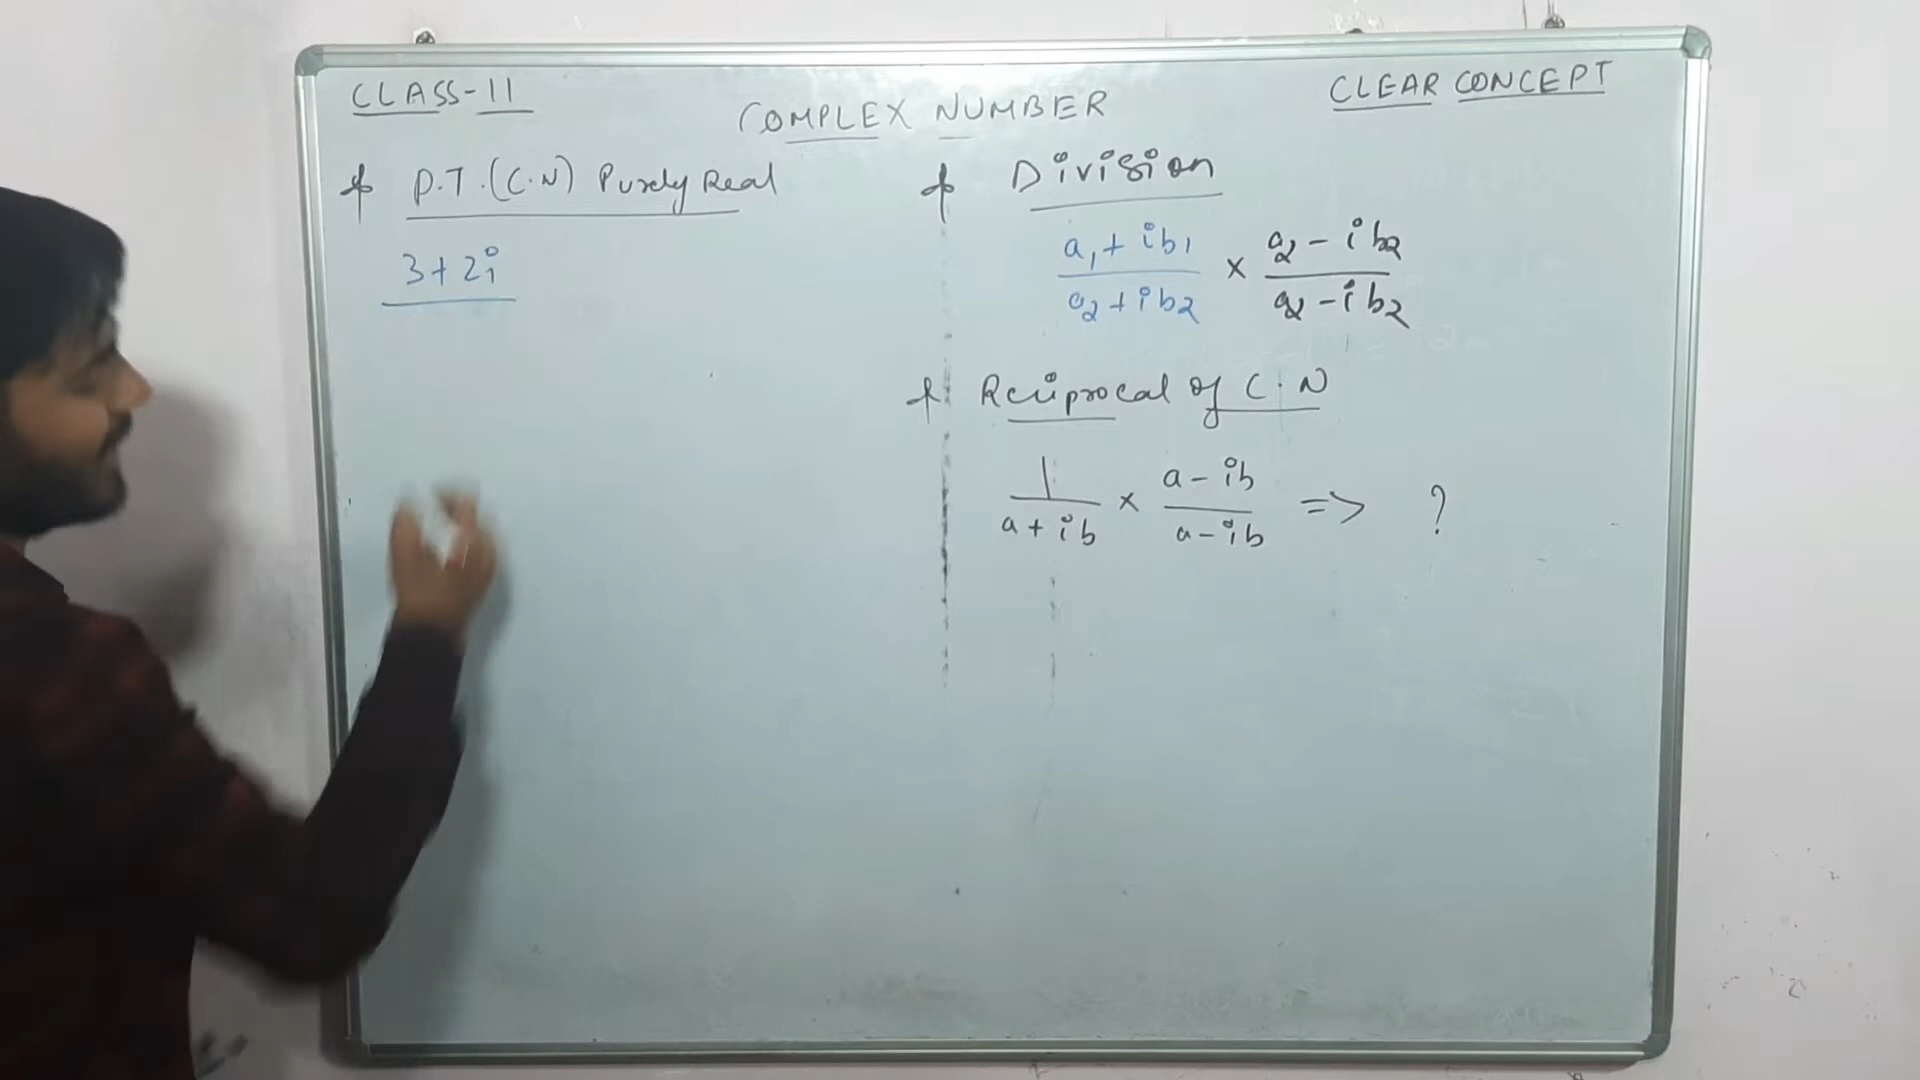 CLASS-11
COMPLEX NUMBER
CLEAR CONCEPT
* P.T.(C.N) Purely Real
3+2i
* Division
a₁+ib₁ / a₂+ib₂ × a₂-ib₂ / a₂-ib₂
* Reciprocal of C.N
1 / a+ib × a-ib / a-ib => ?